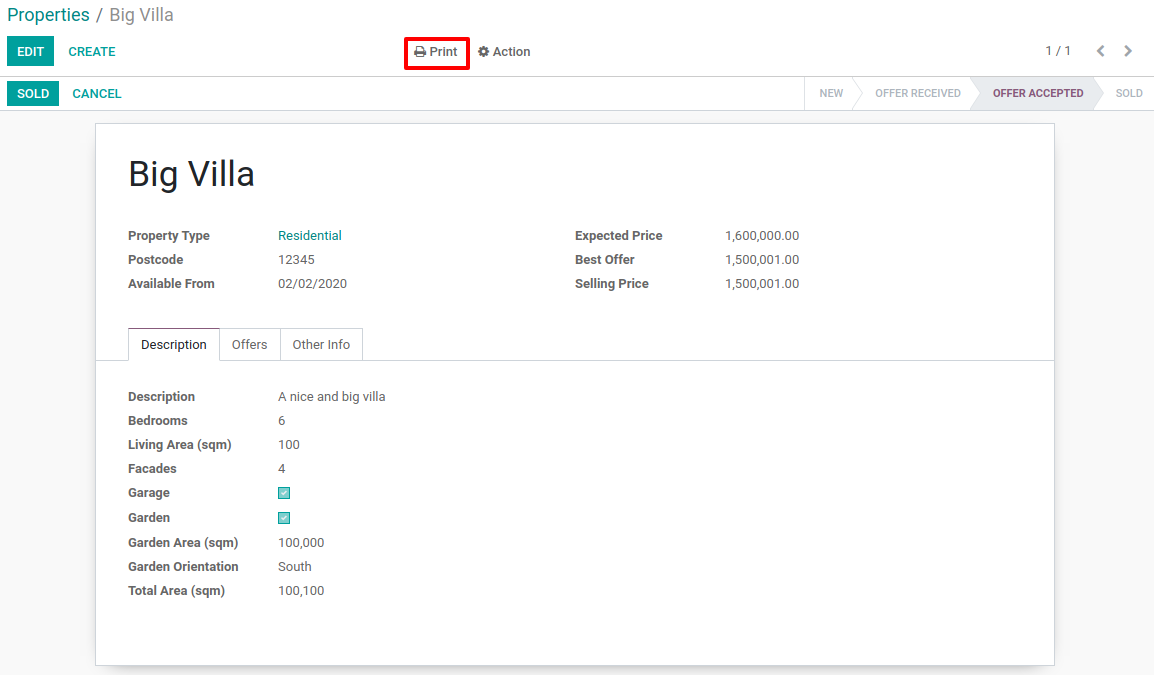 Properties / Big Villa
EDIT CREATE Print Action 1 / 1
SOLD CANCEL NEW OFFER RECEIVED OFFER ACCEPTED SOLD
Big Villa
Property Type Residential Expected Price 1,600,000.00
Postcode 12345 Best Offer 1,500,001.00
Available From 02/02/2020 Selling Price 1,500,001.00
Description Offers Other Info
Description A nice and big villa
Bedrooms 6
Living Area (sqm) 100
Facades 4
Garage
Garden
Garden Area (sqm) 100,000
Garden Orientation South
Total Area (sqm) 100,100